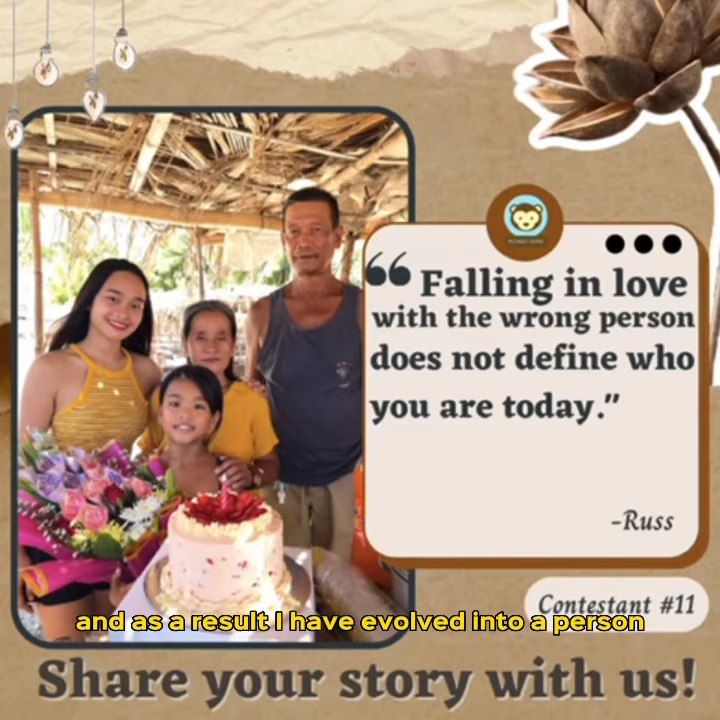 “ Falling in love
with the wrong person
does not define who
you are today."
-Russ
Contestant #11
and as a result I have evolved into a person
Share your story with us!